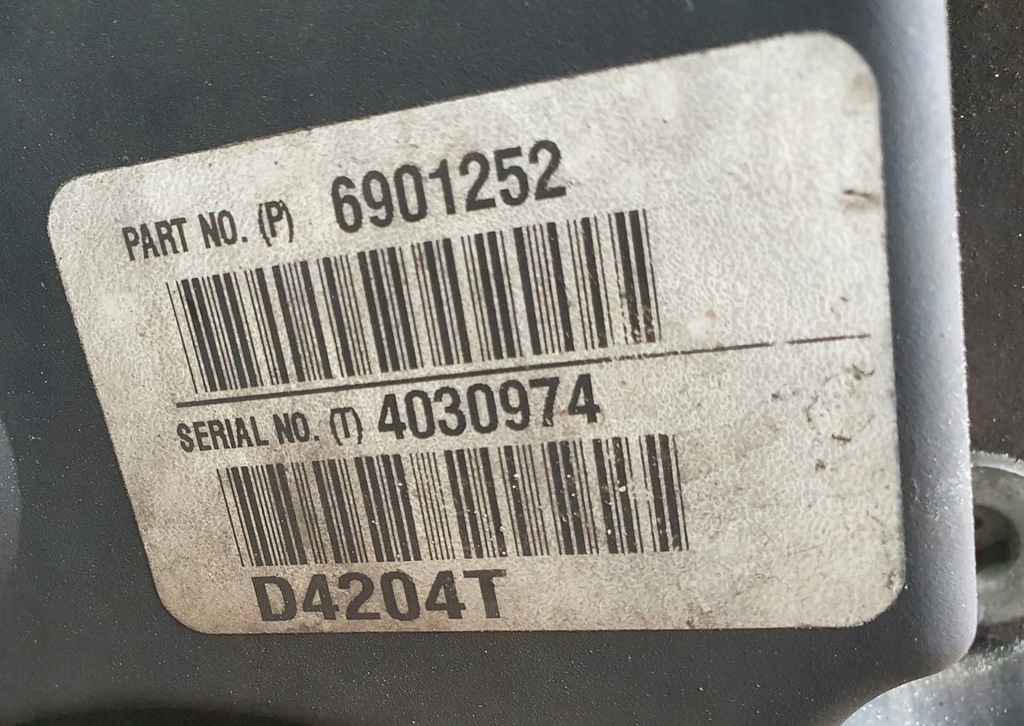 PART NO. (P) 6901252
SERIAL NO. (T) 4030974
D4204T